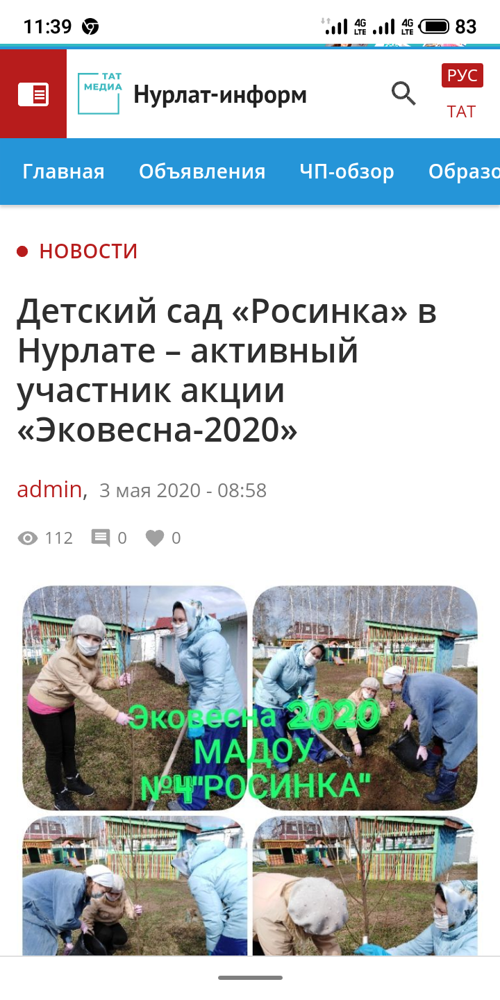 11:39 4G LTE 4G LTE 83
ТАТ
МЕДИА
Нурлат-информ
РУС
ТАТ
Главная Объявления ЧП-обзор Образо
НОВОСТИ
Детский сад «Росинка» в
Нурлате – активный
участник акции
«Эковесна-2020»
admin, 3 мая 2020 - 08:58
112 0 0
Эковесна 2020
МАДОУ
№4"РОСИНКА"